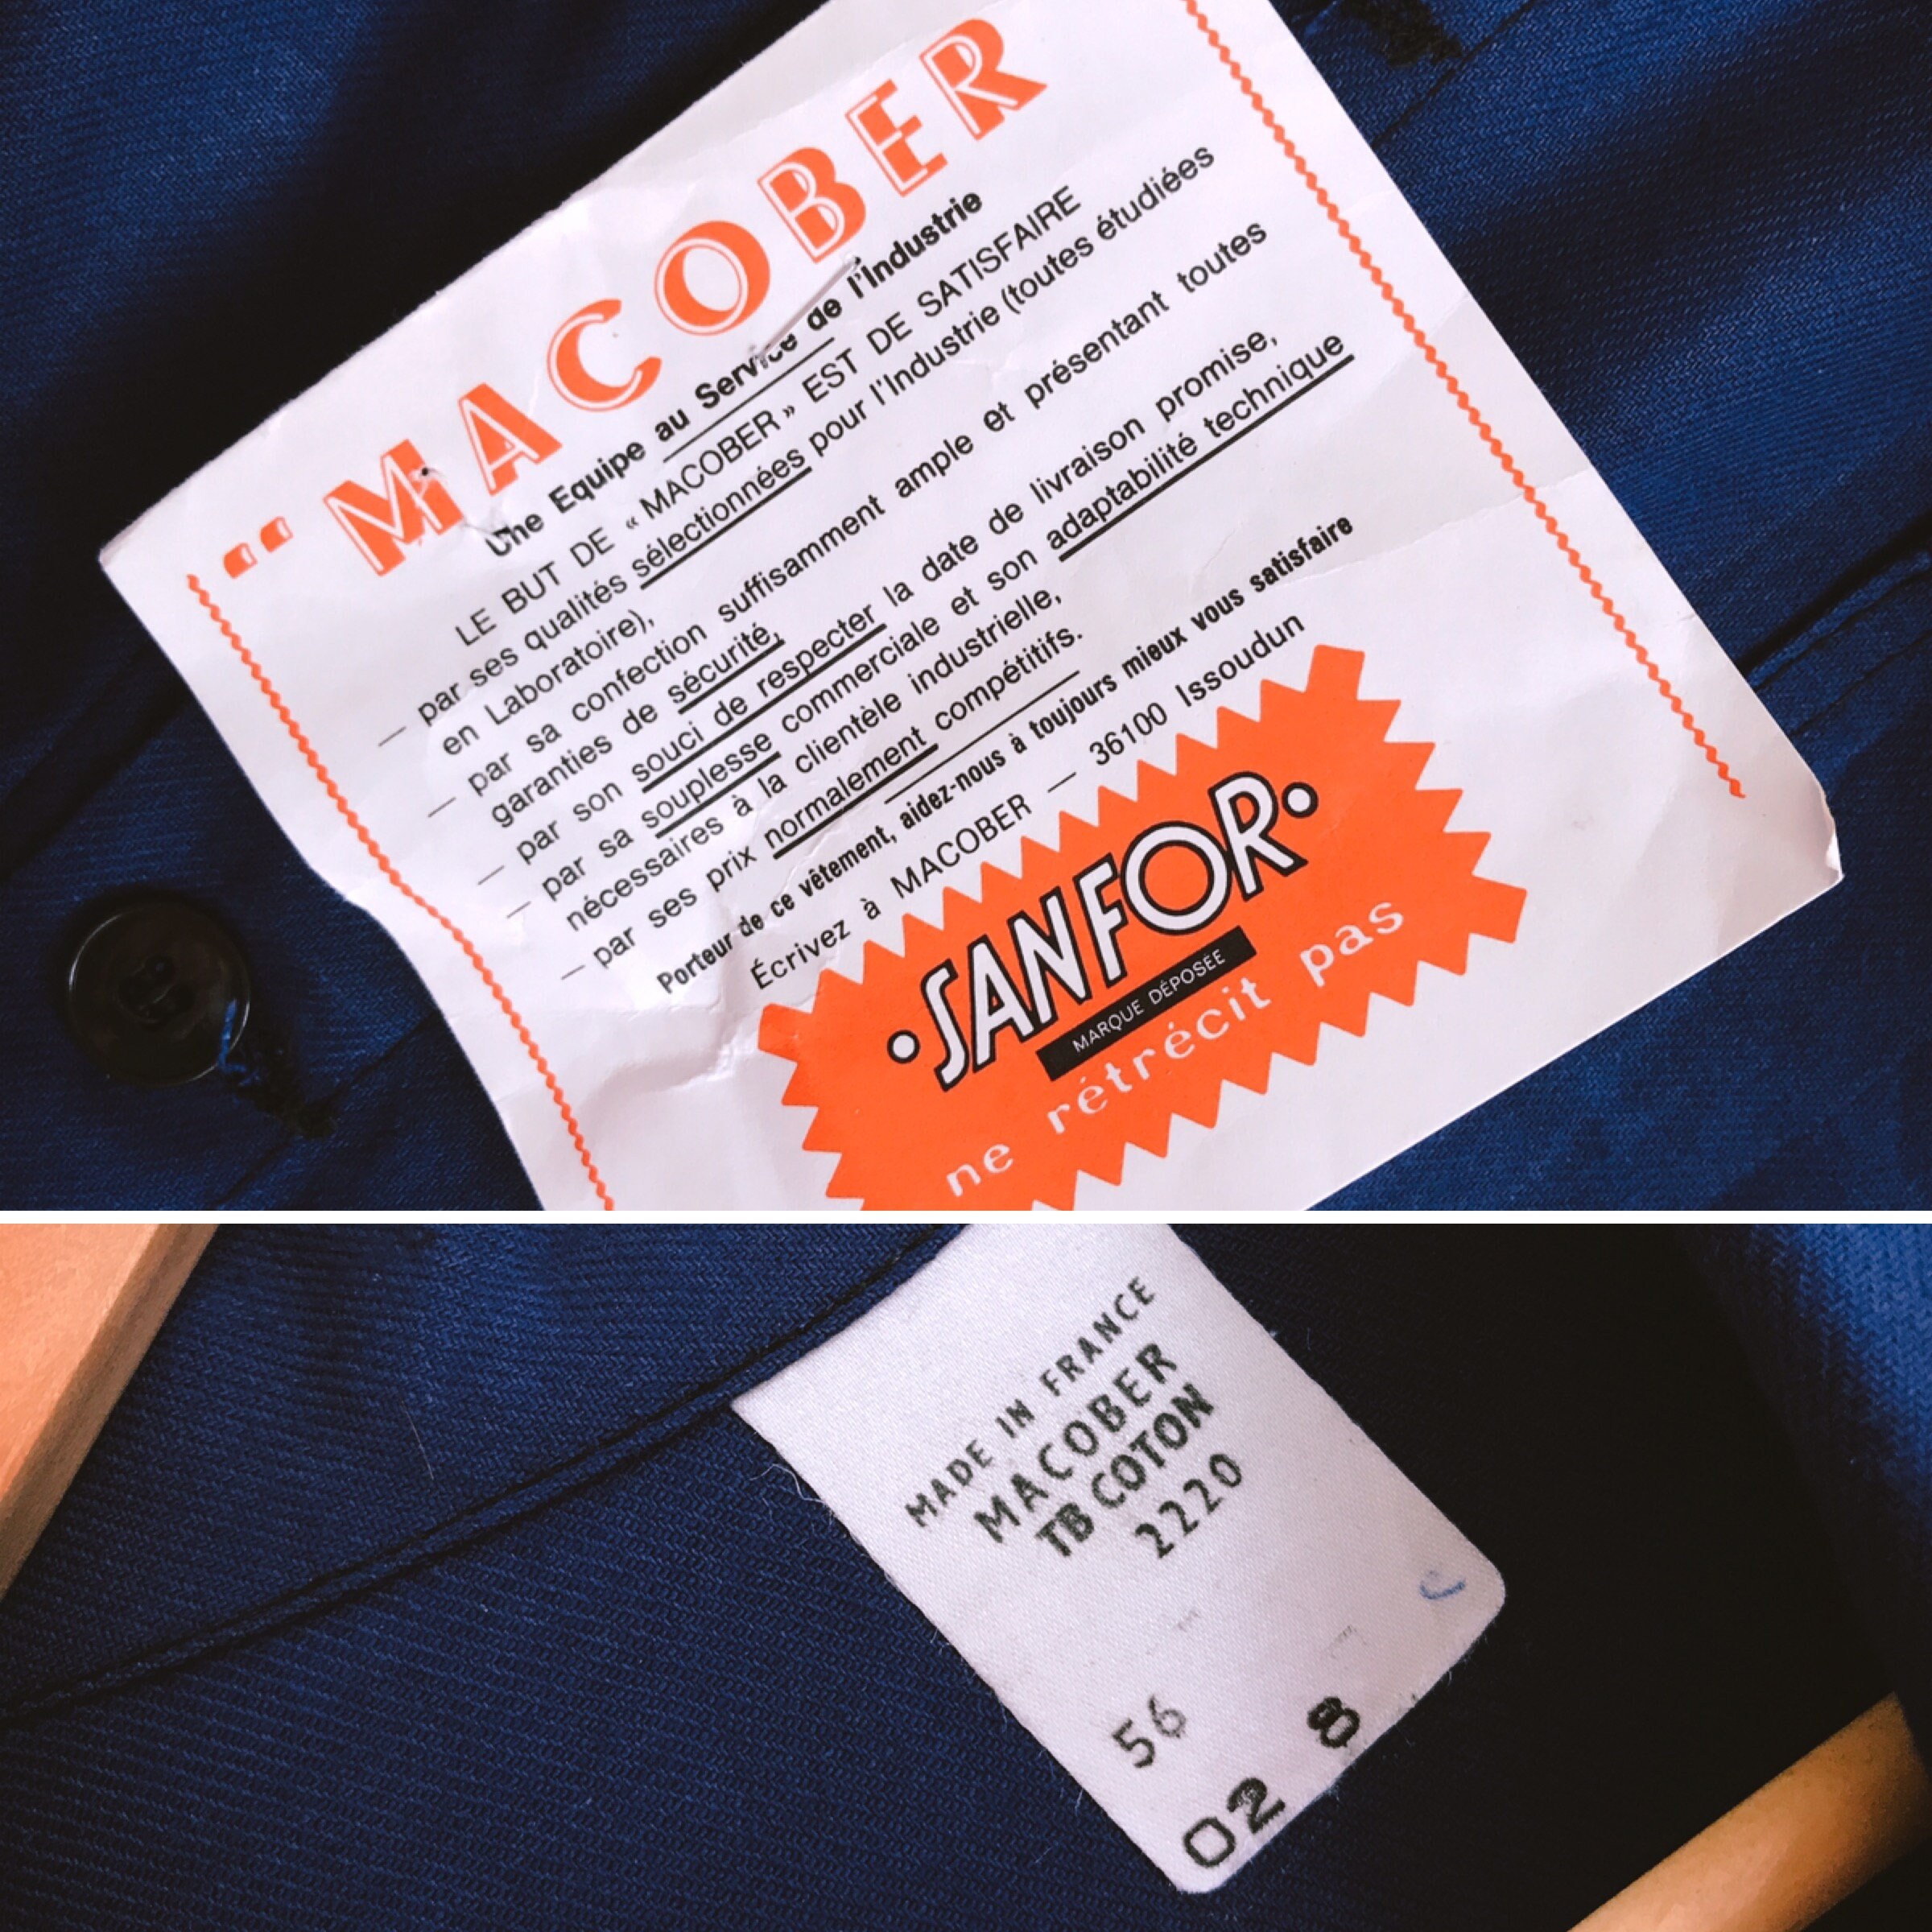 “MACOBER
Une Equipe au Service de l'Industrie
LE BUT DE « MACOBER » EST DE SATISFAIRE
— par ses qualités sélectionnées pour l'Industrie (toutes étudiées
en Laboratoire),
— par sa confection suffisamment ample et présentant toutes
garanties de sécurité,
— par son souci de respecter la date de livraison promise,
— par sa souplesse commerciale et son adaptabilité technique
nécessaires à la clientèle industrielle,
— par ses prix normalement compétitifs.
Porteur de ce vêtement, aidez-nous à toujours mieux vous satisfaire
Écrivez à MACOBER — 36100 Issoudun
•SANFOR•
MARQUE DÉPOSÉE
ne rétrécit pas
MADE IN FRANCE
MACOBER
TB COTON
2220
56
02 8